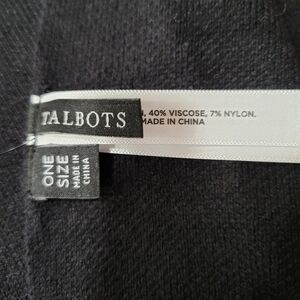 TALBOTS
, 40% VISCOSE, 7% NYLON.
MADE IN CHINA
ONE
SIZE
MADE IN
CHINA